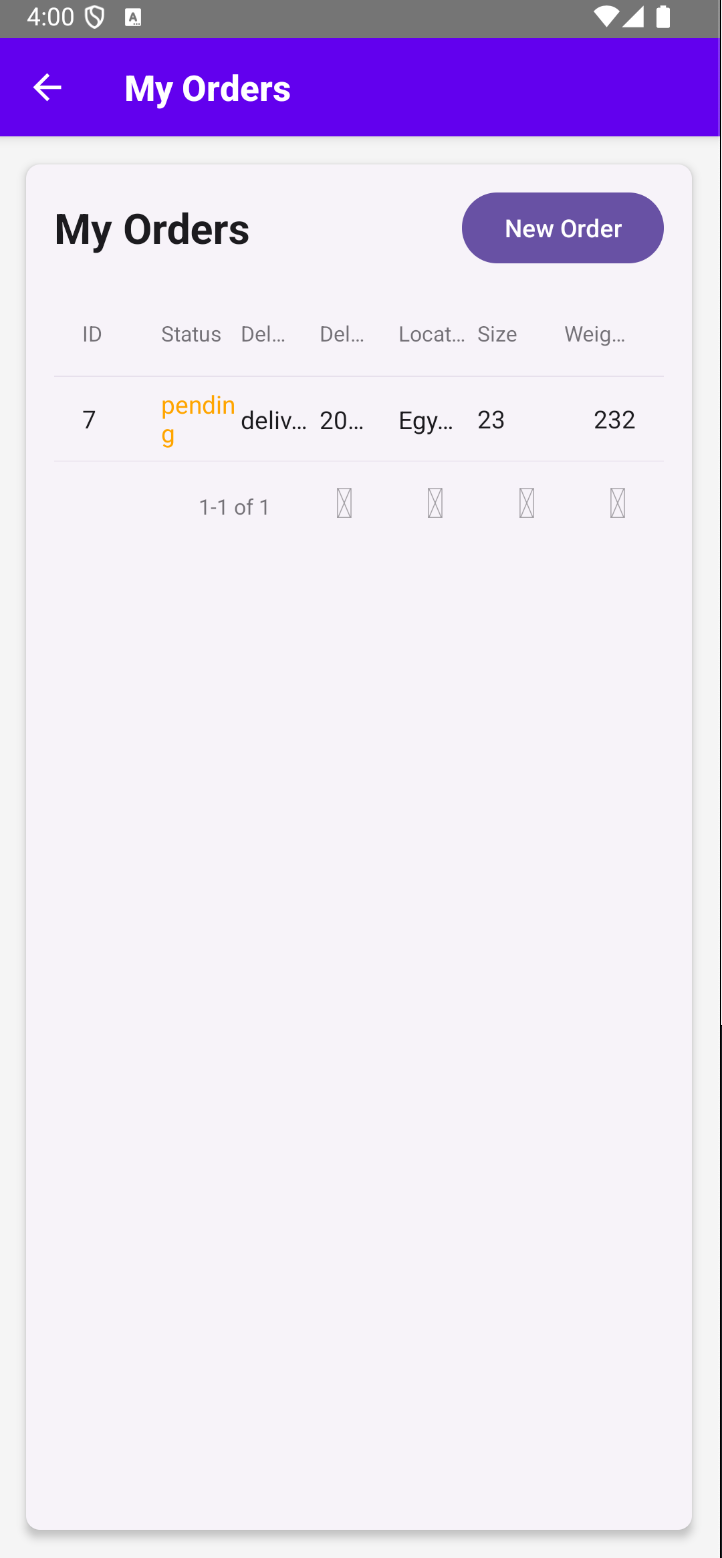 4:00
My Orders
My Orders
New Order
ID Status Del... Del... Locat... Size Weig...
7 pendin deliv... 20... Egy... 23 232
g
1-1 of 1